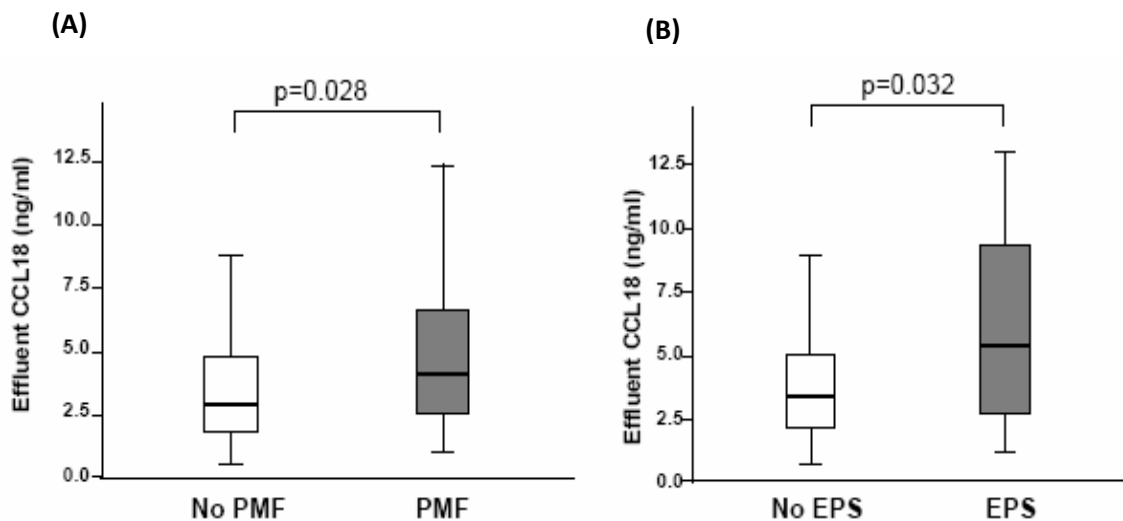 (A)
p=0.028
Effluent CCL18 (ng/ml)
12.5
10.0
7.5
5.0
2.5
0.0
No PMF PMF
(B)
p=0.032
Effluent CCL18 (ng/ml)
12.5
10.0
7.5
5.0
2.5
0.0
No EPS EPS